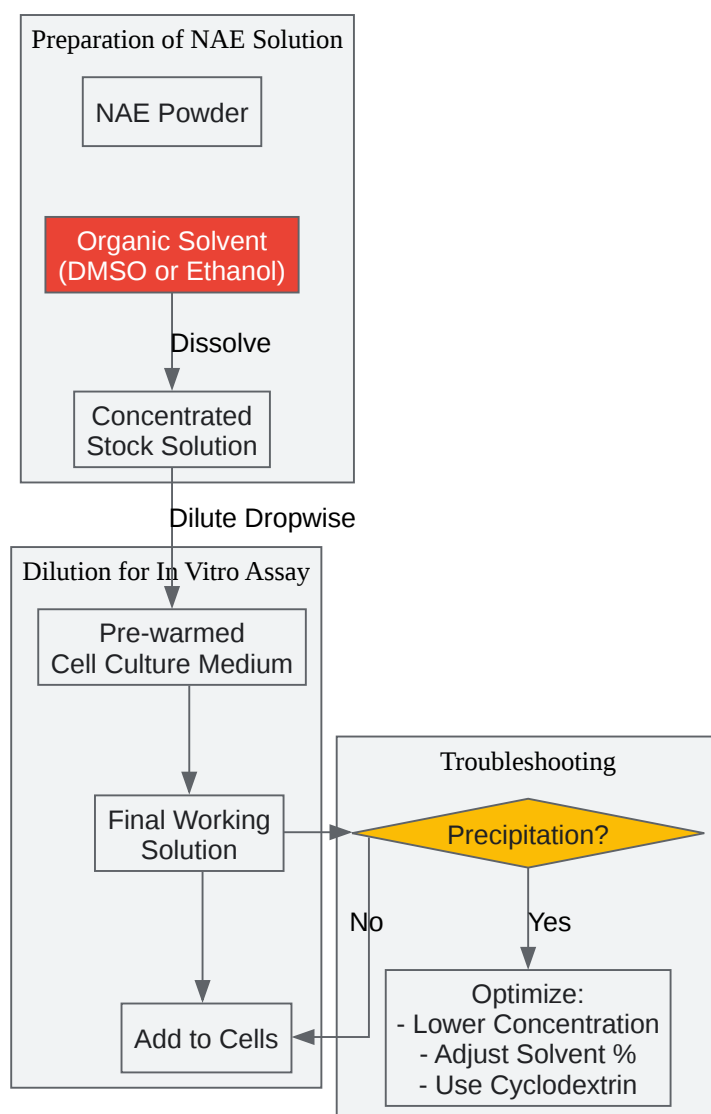 Preparation of NAE Solution
NAE Powder
Organic Solvent
(DMSO or Ethanol)
Dissolve
Concentrated
Stock Solution
Dilute Dropwise
Dilution for In Vitro Assay
Pre-warmed
Cell Culture Medium
Final Working
Solution
Troubleshooting
Precipitation?
No
Yes
Add to Cells
Optimize:
- Lower Concentration
- Adjust Solvent %
- Use Cyclodextrin